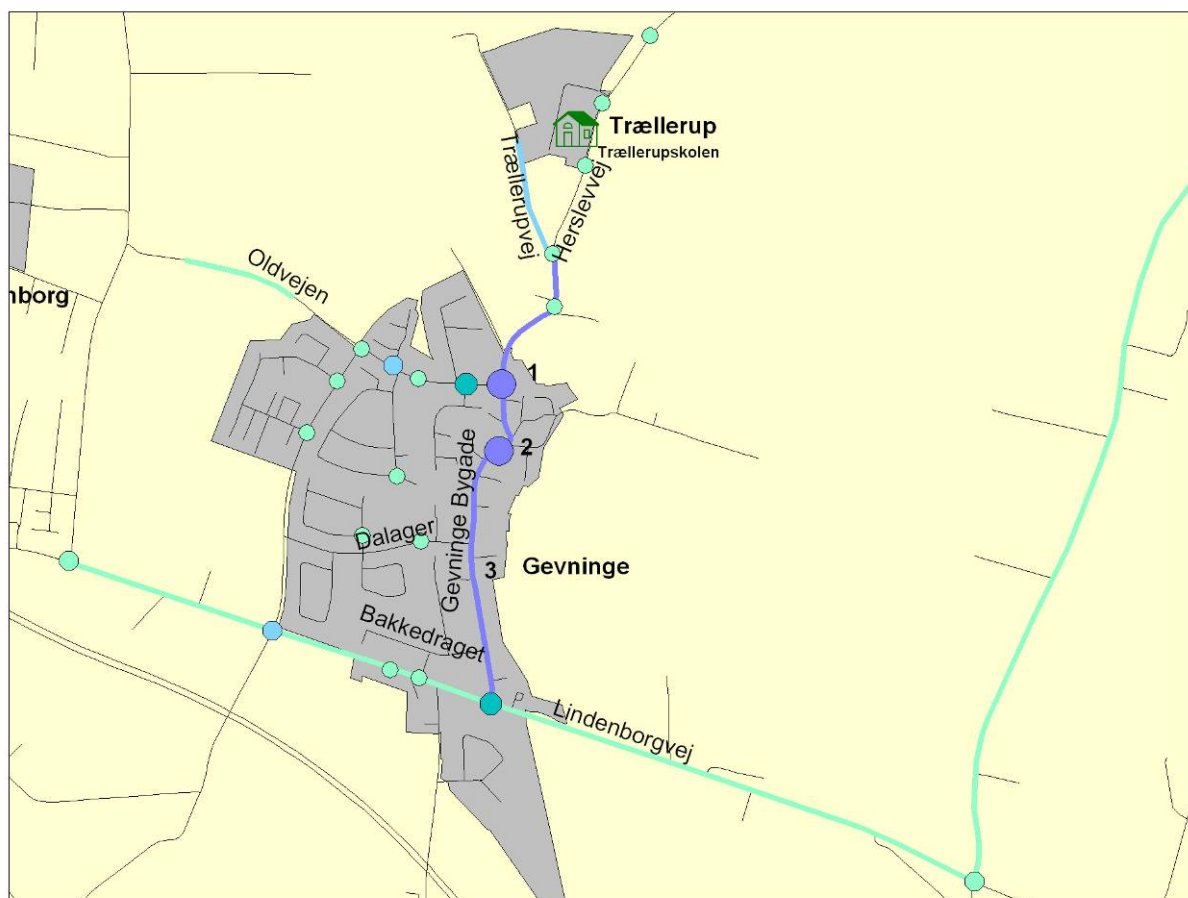 Trællerup
Trællerupskolen
Trællerupvej
Herslevvej
Oldvejen
nborg
1
2
Gevninge Bygade
Dalager
3
Gevninge
Bakkedraget
Lindenborgvej